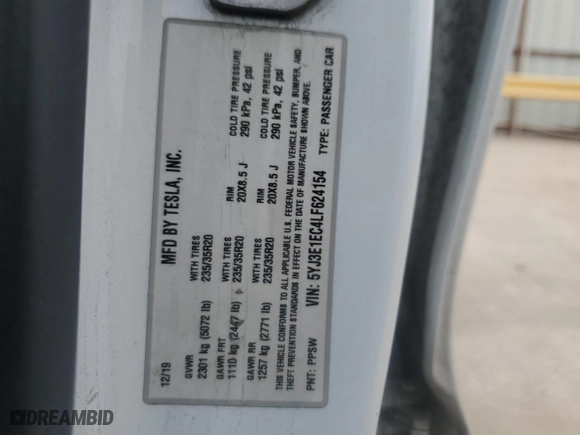 MFD BY TESLA, INC.
12/19
GVWR WITH TIRES RIM COLD TIRE PRESSURE
2301 kg (5072 lb) 235/35R20 20X8.5 J 290 kPa, 42 psi
GAWR FRT WITH TIRES RIM COLD TIRE PRESSURE
1110 kg (2447 lb) 235/35R20 20X8.5 J 290 kPa, 42 psi
GAWR RR WITH TIRES
1257 kg (2771 lb) 235/35R20
THIS VEHICLE CONFORMS TO ALL APPLICABLE U.S. FEDERAL MOTOR VEHICLE SAFETY, BUMPER, AND
THEFT PREVENTION STANDARDS IN EFFECT ON THE DATE OF MANUFACTURE SHOWN ABOVE.
VIN: 5YJ3E1EC4LF624154
PNT: PPSW TYPE: PASSENGER CAR
DREAMBID